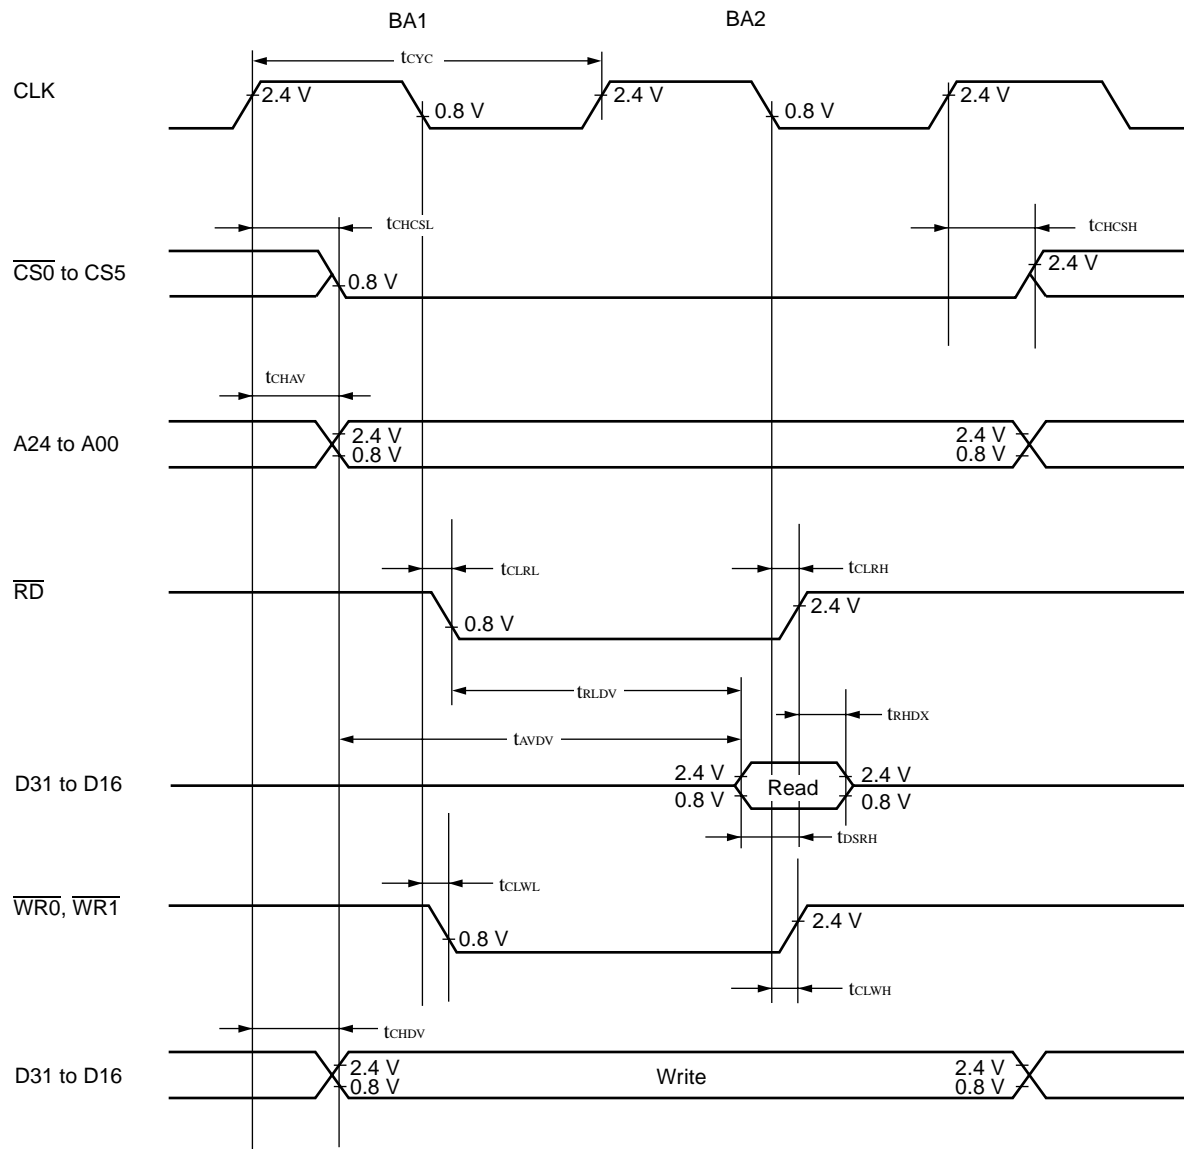 BA1 BA2
tCYC
CLK
2.4 V 0.8 V 2.4 V 0.8 V 2.4 V
tCHCSL tCHCSH
CS0 to CS5
0.8 V 2.4 V
tCHAV
A24 to A00
2.4 V 2.4 V
0.8 V 0.8 V
tCLRL tCLRH
RD
0.8 V 2.4 V
tRLDV
tRHDX
tAVDV
D31 to D16
2.4 V Read 2.4 V
0.8 V 0.8 V
tDSRH
tCLWL
WR0, WR1
0.8 V 2.4 V
tCLWH
tCHDV
D31 to D16
2.4 V Write 2.4 V
0.8 V 0.8 V